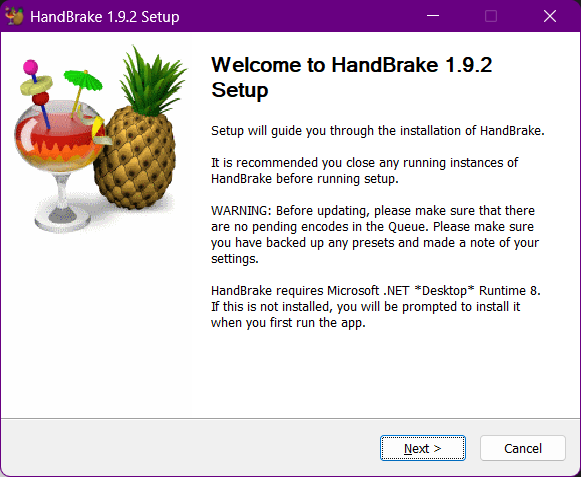 HandBrake 1.9.2 Setup
Welcome to HandBrake 1.9.2
Setup
Setup will guide you through the installation of HandBrake.
It is recommended you close any running instances of
HandBrake before running setup.
WARNING: Before updating, please make sure that there
are no pending encodes in the Queue. Please make sure
you have backed up any presets and made a note of your
settings.
HandBrake requires Microsoft .NET *Desktop* Runtime 8.
If this is not installed, you will be prompted to install it
when you first run the app.
Next >
Cancel